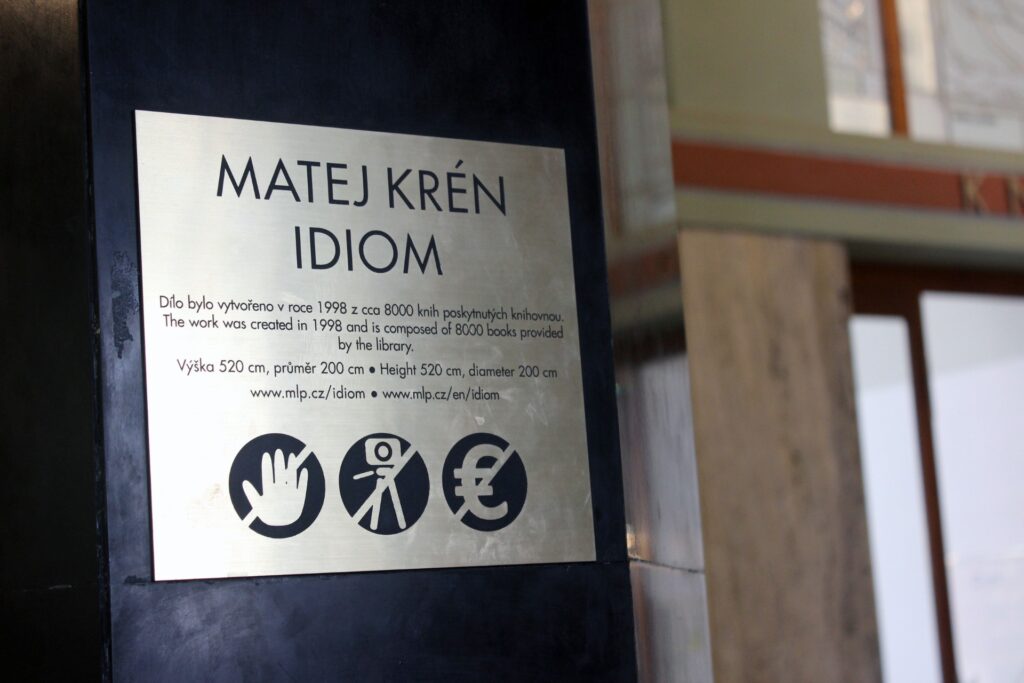 MATEJ KRÉN
IDIOM
Dílo bylo vytvořeno v roce 1998 z cca 8000 knih poskytnutých knihovnou.
The work was created in 1998 and is composed of 8000 books provided
by the library.
Výška 520 cm, průměr 200 cm ● Height 520 cm, diameter 200 cm
www.mlp.cz/idiom ● www.mlp.cz/en/idiom
€